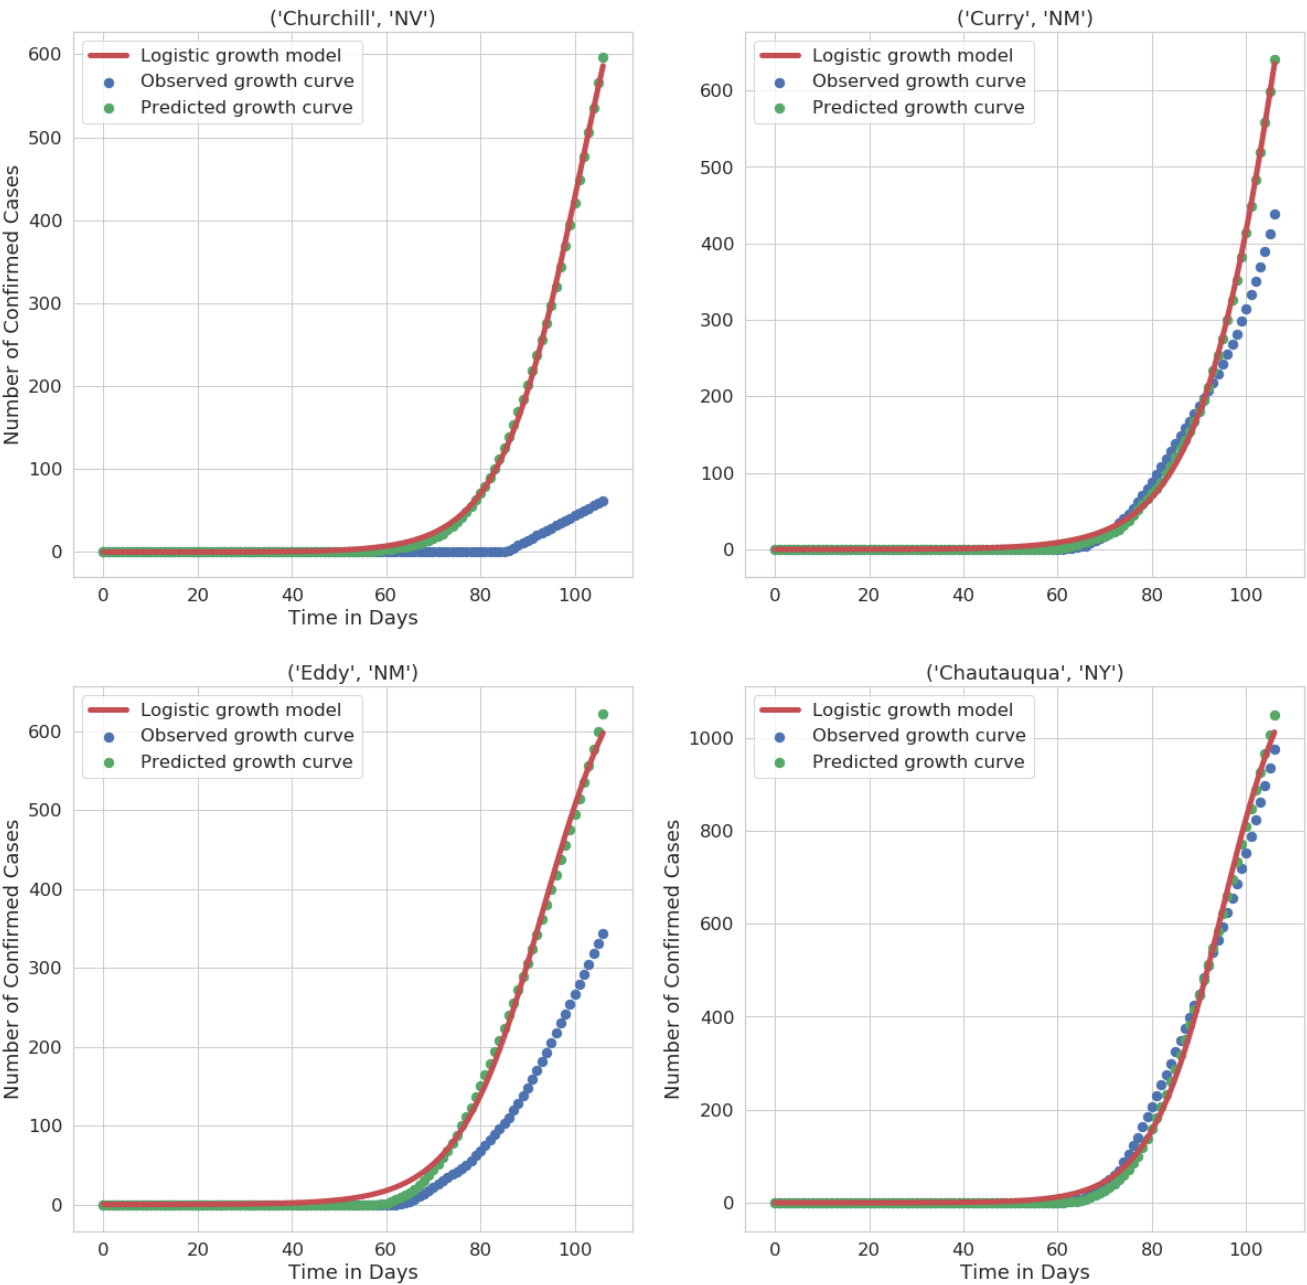 ('Churchill', 'NV')
Logistic growth model
Observed growth curve
Predicted growth curve
Number of Confirmed Cases
600
500
400
300
200
100
0
0 20 40 60 80 100
Time in Days
('Curry', 'NM')
Logistic growth model
Observed growth curve
Predicted growth curve
600
500
400
300
200
100
0
0 20 40 60 80 100
('Eddy', 'NM')
Logistic growth model
Observed growth curve
Predicted growth curve
Number of Confirmed Cases
600
500
400
300
200
100
0
0 20 40 60 80 100
Time in Days
('Chautauqua', 'NY')
Logistic growth model
Observed growth curve
Predicted growth curve
Number of Confirmed Cases
1000
800
600
400
200
0
0 20 40 60 80 100
Time in Days